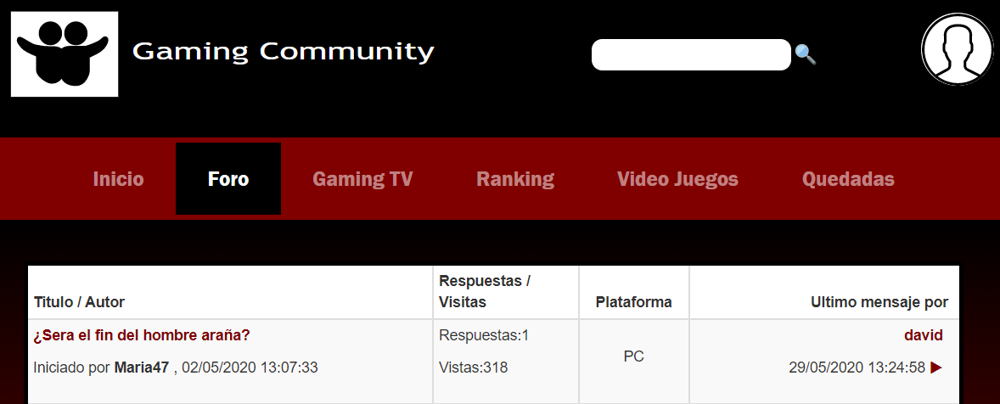 Gaming Community
Inicio Foro Gaming TV Ranking Video Juegos Quedadas
Titulo / Autor Respuestas / Visitas Plataforma Ultimo mensaje por
¿Sera el fin del hombre araña? Respuestas:1 PC david
Iniciado por Maria47 , 02/05/2020 13:07:33 Vistas:318 29/05/2020 13:24:58